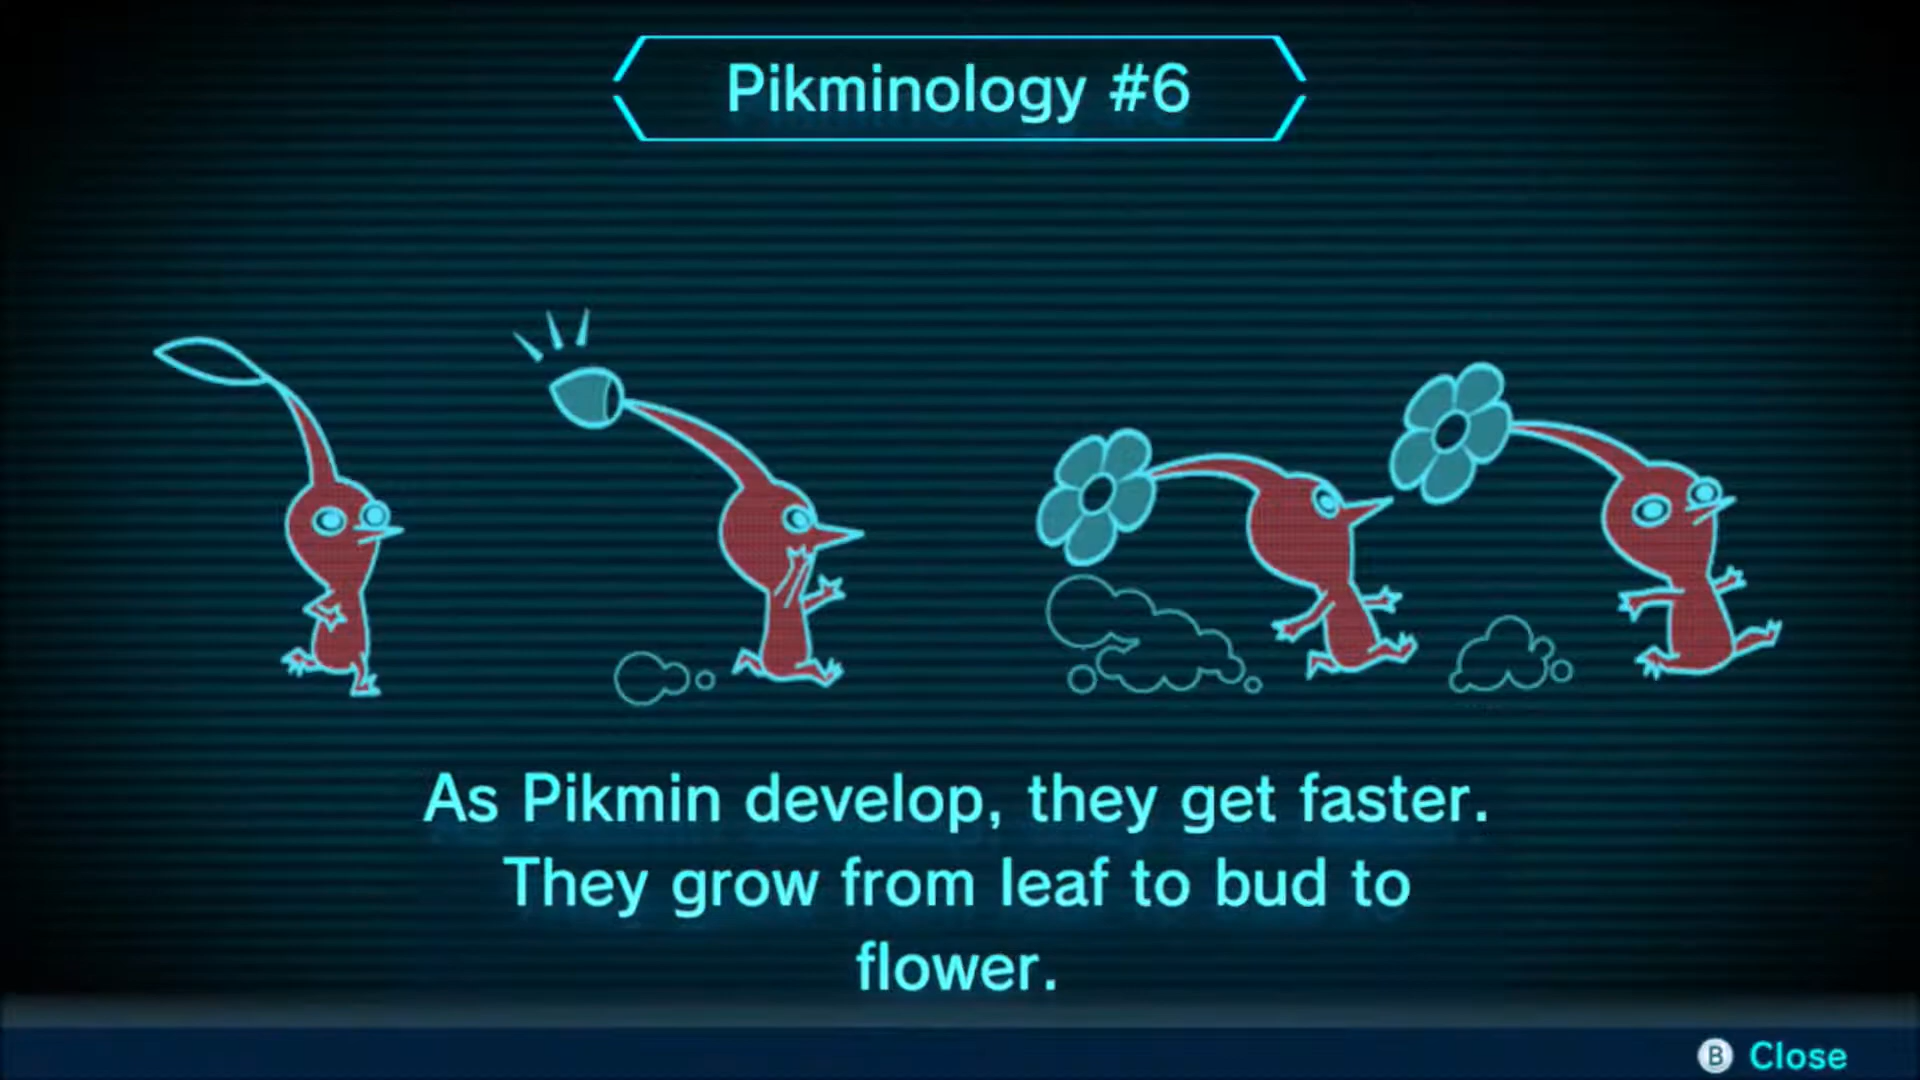 Pikminology #6
As Pikmin develop, they get faster.
They grow from leaf to bud to
flower.
B Close